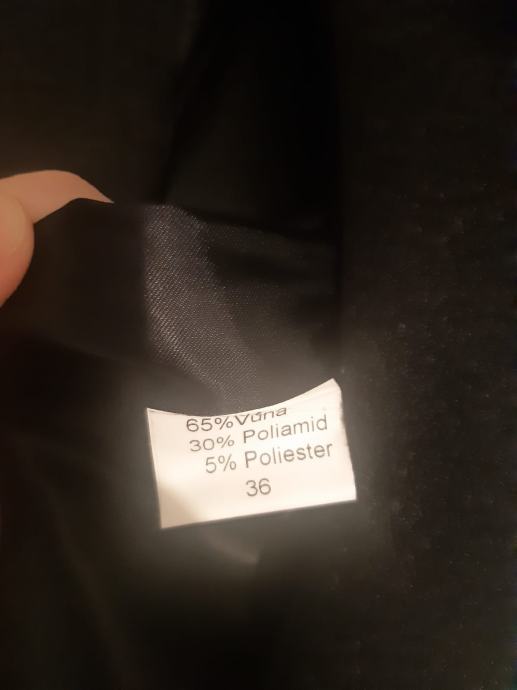 65%Vuna
30% Poliamid
5% Poliester
36